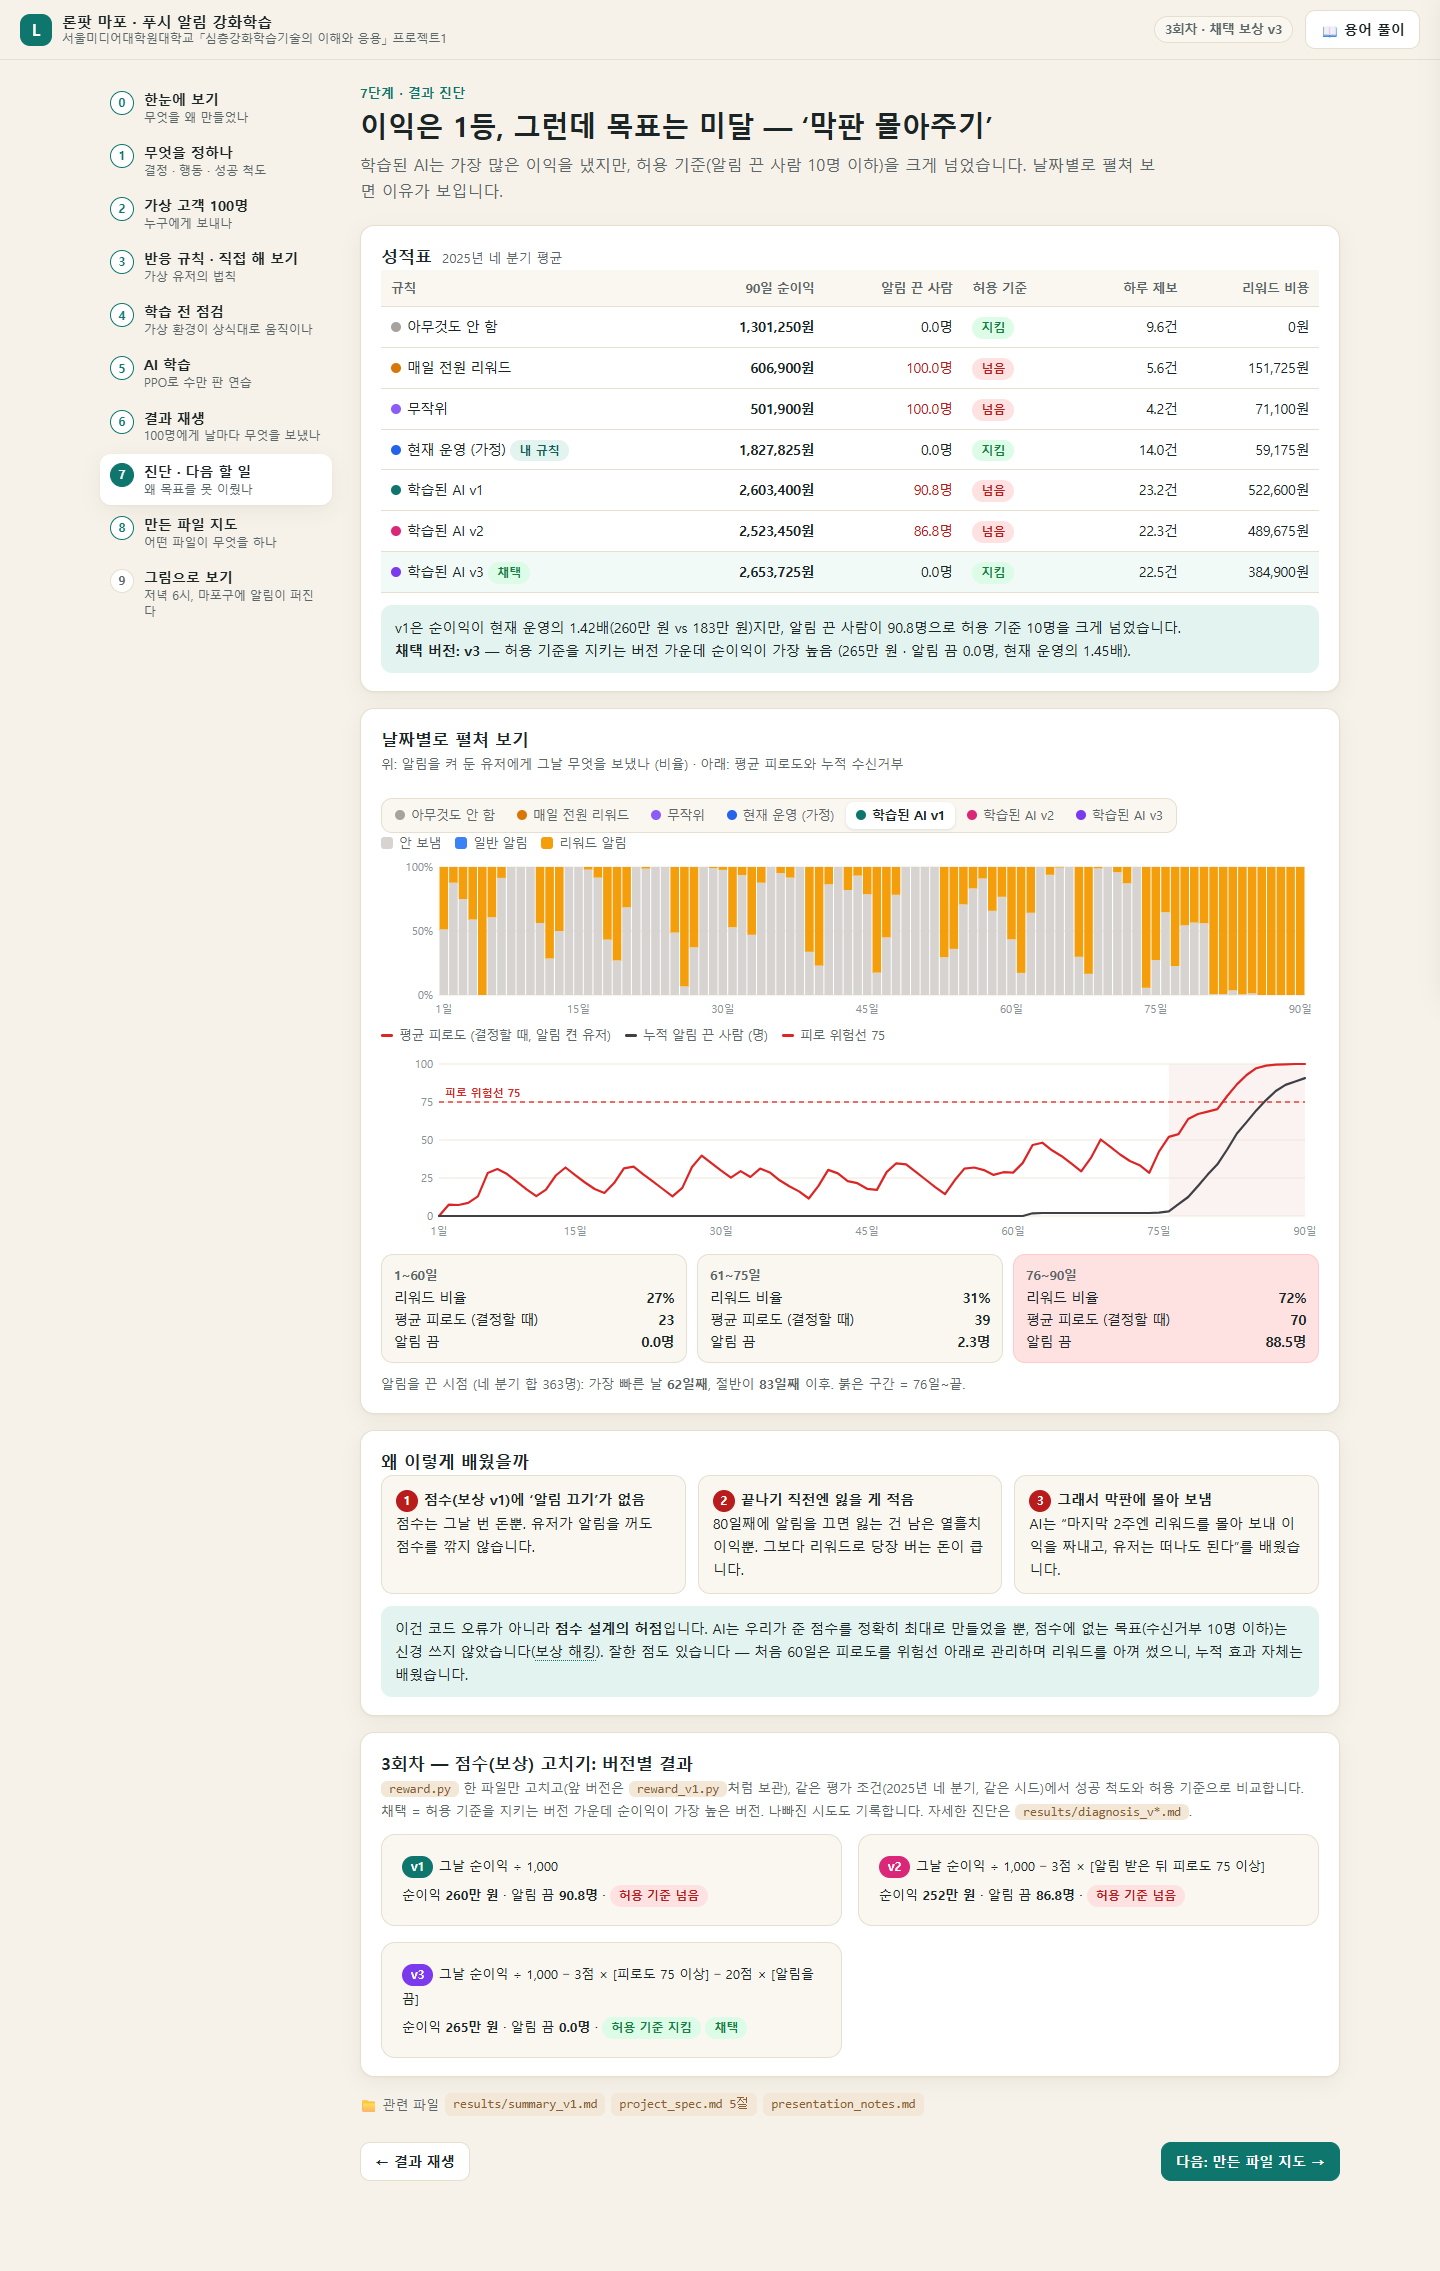 L
론팟 마포 · 푸시 알림 강화학습
서울미디어대학원대학교 「심층강화학습기술의 이해와 응용」 프로젝트1
3회차 · 채택 보상 v3
📖 용어 풀이
0 한눈에 보기
무엇을 왜 만들었나
1 무엇을 정하나
결정 · 행동 · 성공 척도
2 가상 고객 100명
누구에게 보내나
3 반응 규칙 · 직접 해 보기
가상 유저의 법칙
4 학습 전 점검
가상 환경이 상식대로 움직이나
5 AI 학습
PPO로 수만 판 연습
6 결과 재생
100명에게 날마다 무엇을 보냈나
7 진단 · 다음 할 일
왜 목표를 못 이뤘나
8 만든 파일 지도
어떤 파일이 무엇을 하나
9 그림으로 보기
저녁 6시, 마포구에 알림이 퍼진
다
7단계 · 결과 진단
이익은 1등, 그런데 목표는 미달 — ‘막판 몰아주기’
학습된 AI는 가장 많은 이익을 냈지만, 허용 기준(알림 끈 사람 10명 이하)을 크게 넘었습니다. 날짜별로 펼쳐 보
면 이유가 보입니다.
성적표 2025년 네 분기 평균
규칙 90일 순이익 알림 끈 사람 허용 기준 하루 제보 리워드 비용
아무것도 안 함 1,301,250원 0.0명 지킴 9.6건 0원
매일 전원 리워드 606,900원 100.0명 넘음 5.6건 151,725원
무작위 501,900원 100.0명 넘음 4.2건 71,100원
현재 운영 (가정) 내 규칙 1,827,825원 0.0명 지킴 14.0건 59,175원
학습된 AI v1 2,603,400원 90.8명 넘음 23.2건 522,600원
학습된 AI v2 2,523,450원 86.8명 넘음 22.3건 489,675원
학습된 AI v3 채택 2,653,725원 0.0명 지킴 22.5건 384,900원
v1은 순이익이 현재 운영의 1.42배(260만 원 vs 183만 원)지만, 알림 끈 사람이 90.8명으로 허용 기준 10명을 크게 넘었습니다.
채택 버전: v3 — 허용 기준을 지키는 버전 가운데 순이익이 가장 높음 (265만 원 · 알림 끔 0.0명, 현재 운영의 1.45배).
날짜별로 펼쳐 보기
위: 알림을 켜 둔 유저에게 그날 무엇을 보냈나 (비율) · 아래: 평균 피로도와 누적 수신거부
아무것도 안 함 매일 전원 리워드 무작위 현재 운영 (가정) 학습된 AI v1 학습된 AI v2 학습된 AI v3
안 보냄 일반 알림 리워드 알림
100%
50%
0%
1일 15일 30일 45일 60일 75일 90일
평균 피로도 (결정할 때, 알림 켠 유저) 누적 알림 끈 사람 (명) 피로 위험선 75
100
피로 위험선 75
75
50
25
0
1일 15일 30일 45일 60일 75일 90일
1~60일
리워드 비율 27%
평균 피로도 (결정할 때) 23
알림 끔 0.0명
61~75일
리워드 비율 31%
평균 피로도 (결정할 때) 39
알림 끔 2.3명
76~90일
리워드 비율 72%
평균 피로도 (결정할 때) 70
알림 끔 88.5명
알림을 끈 시점 (네 분기 합 363명): 가장 빠른 날 62일째, 절반이 83일째 이후. 붉은 구간 = 76일~끝.
왜 이렇게 배웠을까
1 점수(보상 v1)에 ‘알림 끄기’가 없음
점수는 그날 번 돈뿐. 유저가 알림을 꺼도
점수를 깎지 않습니다.
2 끝나기 직전엔 잃을 게 적음
80일째에 알림을 끄면 잃는 건 남은 열흘치
이익뿐. 그보다 리워드로 당장 버는 돈이 큽
니다.
3 그래서 막판에 몰아 보냄
AI는 “마지막 2주엔 리워드를 몰아 보내 이
익을 짜내고, 유저는 떠나도 된다”를 배웠습
니다.
이건 코드 오류가 아니라 점수 설계의 허점입니다. AI는 우리가 준 점수를 정확히 최대로 만들었을 뿐, 점수에 없는 목표(수신거부 10명 이하)는
신경 쓰지 않았습니다(보상 해킹). 잘한 점도 있습니다 — 처음 60일은 피로도를 위험선 아래로 관리하며 리워드를 아껴 썼으니, 누적 효과 자체는
배웠습니다.
3회차 — 점수(보상) 고치기: 버전별 결과
reward.py 한 파일만 고치고(앞 버전은 reward_v1.py처럼 보관), 같은 평가 조건(2025년 네 분기, 같은 시드)에서 성공 척도와 허용 기준으로 비교합니다.
채택 = 허용 기준을 지키는 버전 가운데 순이익이 가장 높은 버전. 나빠진 시도도 기록합니다. 자세한 진단은 results/diagnosis_v*.md.
v1 그날 순이익 ÷ 1,000
순이익 260만 원 · 알림 끔 90.8명 · 허용 기준 넘음
v2 그날 순이익 ÷ 1,000 − 3점 × [알림 받은 뒤 피로도 75 이상]
순이익 252만 원 · 알림 끔 86.8명 · 허용 기준 넘음
v3 그날 순이익 ÷ 1,000 − 3점 × [피로도 75 이상] − 20점 × [알림을
끔]
순이익 265만 원 · 알림 끔 0.0명 · 허용 기준 지킴 채택
📁 관련 파일 results/summary_v1.md project_spec.md 5절 presentation_notes.md
← 결과 재생
다음: 만든 파일 지도 →